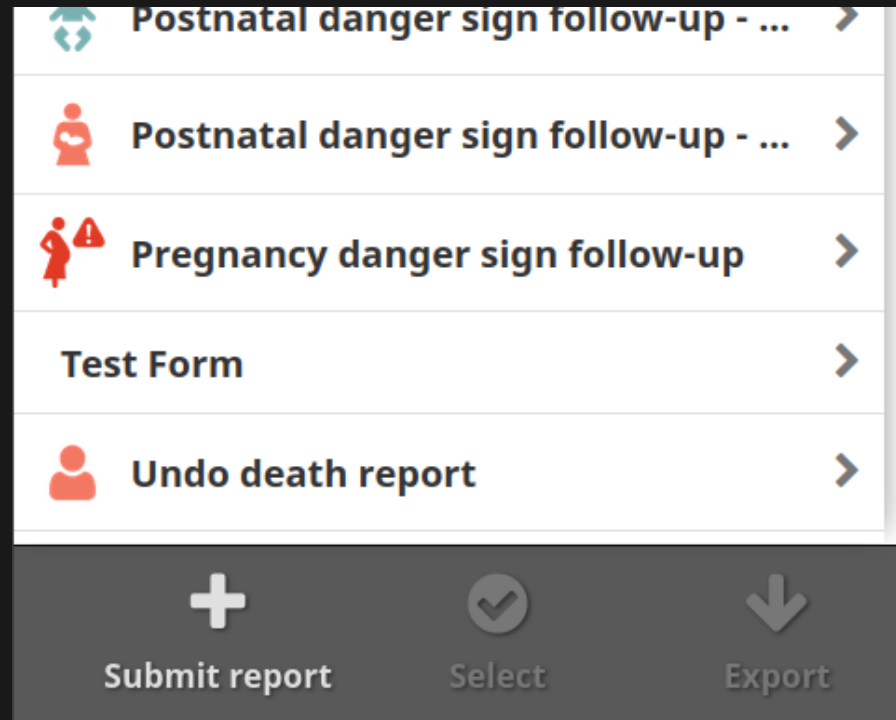 Postnatal danger sign follow-up - ...
Postnatal danger sign follow-up - ...
Pregnancy danger sign follow-up
Test Form
Undo death report
Submit report
Select
Export